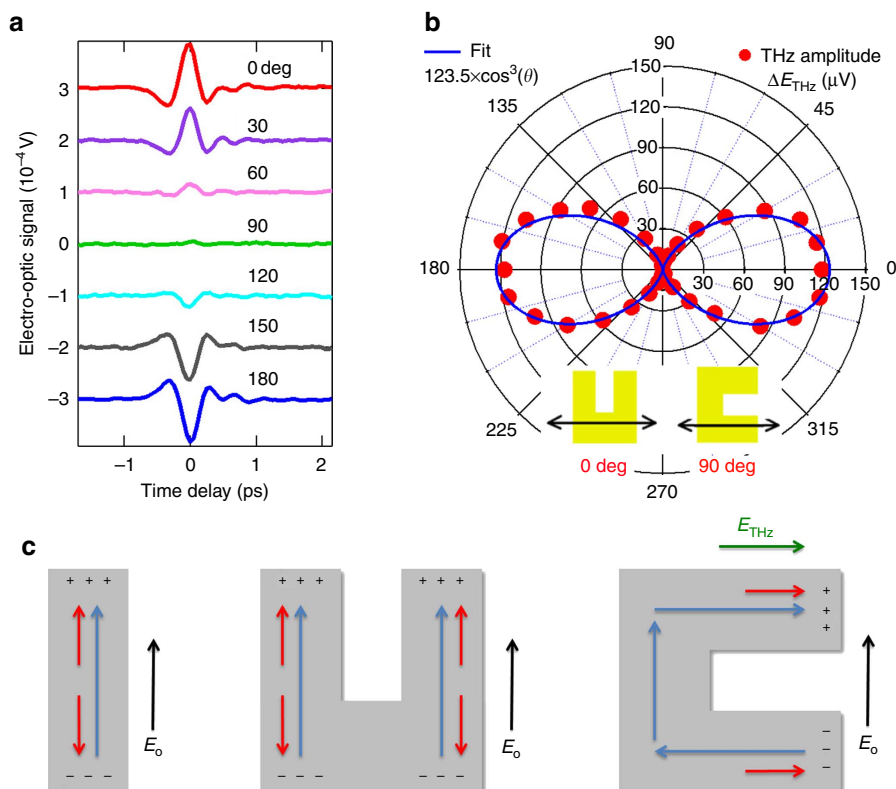 a
Electro-optic signal (10⁻⁴ V)
3
2
1
0
–1
–2
–3
0 deg
30
60
90
120
150
180
–1
0
1
2
Time delay (ps)
b
Fit
123.5×cos³(θ)
THz amplitude
ΔE_THz (μV)
90
135
45
180
0
225
315
270
150
120
90
60
30
0
30 60 90 120 150
0 deg
90 deg
c
E_THz
+ + +
– – –
E_o
+ + +
+ + +
– – –
– – –
E_o
+
+
+
–
–
–
E_o